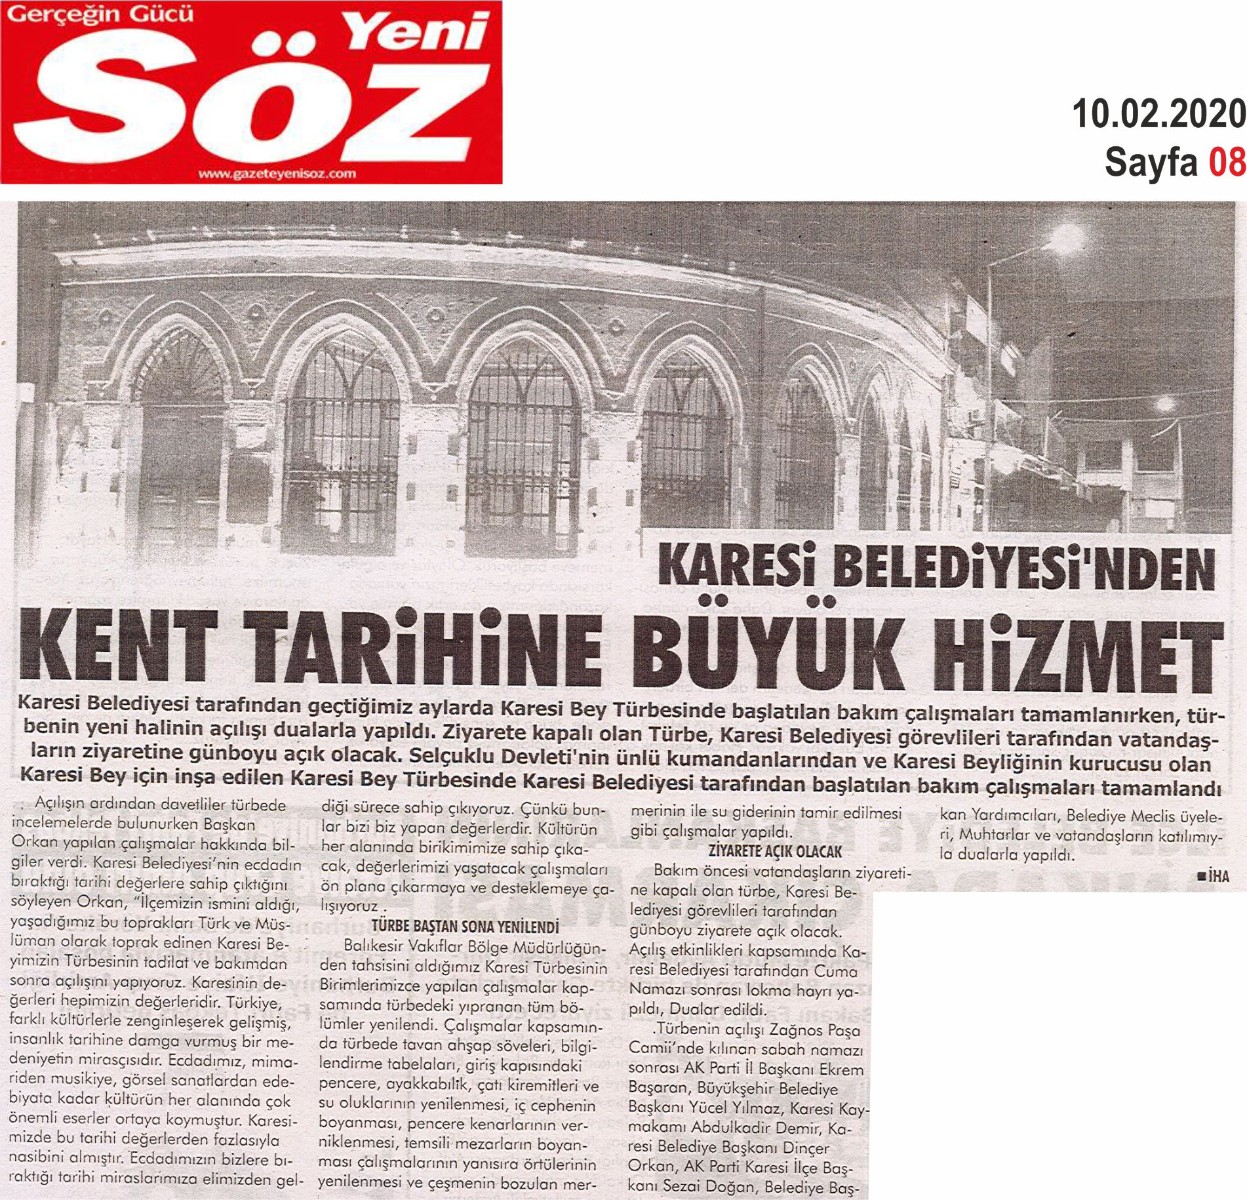 Gerçeğin Gücü
Yeni
SÖZ
www.gazeteyenisoz.com
10.02.2020
Sayfa 08
KARESİ BELEDİYESİ'NDEN
KENT TARİHİNE BÜYÜK HİZMET
Karesi Belediyesi tarafından geçtiğimiz aylarda Karesi Bey Türbesinde başlatılan bakım çalışmaları tamamlanırken, tür-
benin yeni halinin açılışı dualarla yapıldı. Ziyarete kapalı olan Türbe, Karesi Belediyesi görevlileri tarafından vatandaş-
ların ziyaretine günboyu açık olacak. Selçuklu Devleti'nin ünlü kumandanlarından ve Karesi Beyliğinin kurucusu olan
Karesi Bey için inşa edilen Karesi Bey Türbesinde Karesi Belediyesi tarafından başlatılan bakım çalışmaları tamamlandı
Açılışın ardından davetliler türbede
incelemelerde bulunurken Başkan
Orkan yapılan çalışmalar hakkında bil-
giler verdi. Karesi Belediyesi'nin ecdadın
bıraktığı tarihi değerlere sahip çıktığını
söyleyen Orkan, "İlçemizin ismini aldığı,
yaşadığımız bu toprakları Türk ve Müs-
lüman olarak toprak edinen Karesi Be-
yimizin Türbesinin tadilat ve bakımdan
sonra açılışını yapıyoruz. Karesinin de-
ğerleri hepimizin değerleridir. Türkiye,
farklı kültürlerle zenginleşerek gelişmiş,
insanlık tarihine damga vurmuş bir me-
deniyetin mirasçısıdır. Ecdadımız, mima-
riden musikiye, görsel sanatlardan ede-
biyata kadar kültürün her alanında çok
önemli eserler ortaya koymuştur. Karesi-
mizde bu tarihi değerlerden fazlasıyla
nasibini almıştır. Ecdadımızın bizlere bı-
raktığı tarihi miraslarımıza elimizden gel-
diği sürece sahip çıkıyoruz. Çünkü bun-
lar bizi biz yapan değerlerdir. Kültürün
her alanında birikimimize sahip çıka-
cak, değerlerimizi yaşatacak çalışmaları
ön plana çıkarmaya ve desteklemeye ça-
lışıyoruz .
TÜRBE BAŞTAN SONA YENİLENDİ
Balıkesir Vakıflar Bölge Müdürlüğün-
den tahsisini aldığımız Karesi Türbesinin
Birimlerimizce yapılan çalışmalar kap-
samında türbedeki yıpranan tüm bö-
lümler yenilendi. Çalışmalar kapsamın-
da türbede tavan ahşap söveleri, bilgi-
lendirme tabelaları, giriş kapısındaki
pencere, ayakkabılık, çatı kiremitleri ve
su oluklarının yenilenmesi, iç cephenin
boyanması, pencere kenarlarının ver-
niklenmesi, temsili mezarların boyan-
ması çalışmalarının yanısıra örtülerinin
yenilenmesi ve çeşmenin bozulan mer-
merinin ile su giderinin tamir edilmesi
gibi çalışmalar yapıldı.
ZİYARETE AÇIK OLACAK
Bakım öncesi vatandaşların ziyareti-
ne kapalı olan türbe, Karesi Be-
lediyesi görevlileri tarafından
günboyu ziyarete açık olacak.
Açılış etkinlikleri kapsamında Ka-
resi Belediyesi tarafından Cuma
Namazı sonrası lokma hayrı ya-
pıldı, Dualar edildi.
.Türbenin açılışı Zağnos Paşa
Camii'nde kılınan sabah namazı
sonrası AK Parti İl Başkanı Ekrem
Başaran, Büyükşehir Belediye
Başkanı Yücel Yılmaz, Karesi Kay-
makamı Abdulkadir Demir, Ka-
resi Belediye Başkanı Dinçer
Orkan, AK Parti Karesi İlçe Baş-
kanı Sezai Doğan, Belediye Baş-
kan Yardımcıları, Belediye Meclis üyele-
ri, Muhtarlar ve vatandaşların katılımıy-
la dualarla yapıldı.
■ İHA